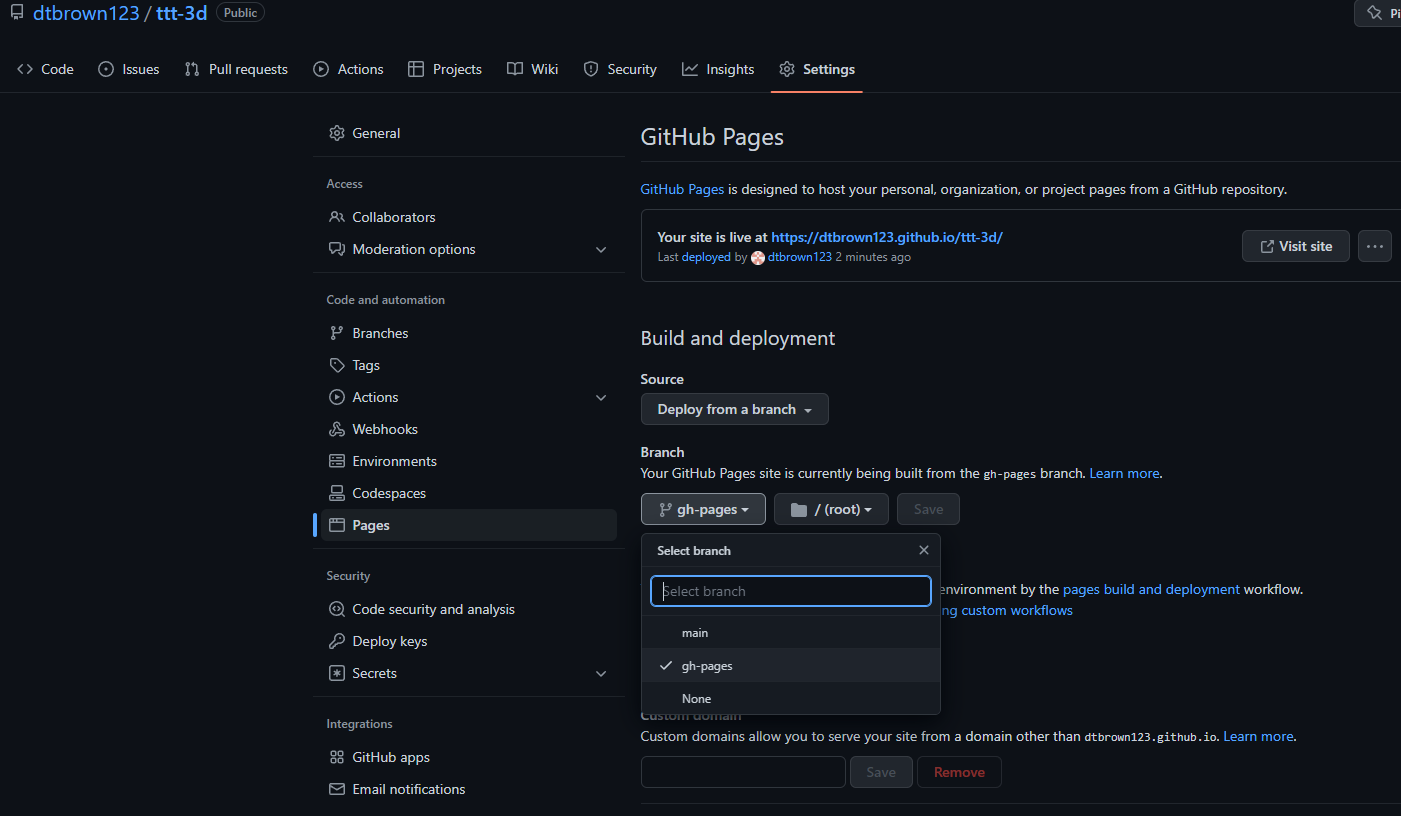 dtbrown123 / ttt-3d Public
Pi
Code Issues Pull requests Actions Projects Wiki Security Insights Settings
General
Access
Collaborators
Moderation options
Code and automation
Branches
Tags
Actions
Webhooks
Environments
Codespaces
Pages
Security
Code security and analysis
Deploy keys
Secrets
Integrations
GitHub apps
Email notifications
GitHub Pages
GitHub Pages is designed to host your personal, organization, or project pages from a GitHub repository.
Your site is live at https://dtbrown123.github.io/ttt-3d/
Last deployed by dtbrown123 2 minutes ago
Visit site
Build and deployment
Source
Deploy from a branch
Branch
Your GitHub Pages site is currently being built from the gh-pages branch. Learn more.
gh-pages / (root) Save
Select branch
Select branch
main
gh-pages
None
environment by the pages build and deployment workflow.
ng custom workflows
Custom domain
Custom domains allow you to serve your site from a domain other than dtbrown123.github.io. Learn more.
Save Remove